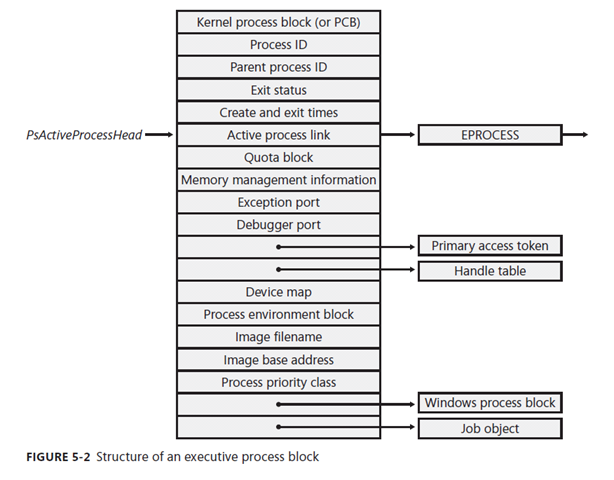 Kernel process block (or PCB)
Process ID
Parent process ID
Exit status
Create and exit times
PsActiveProcessHead
Active process link
EPROCESS
Quota block
Memory management information
Exception port
Debugger port
Primary access token
Handle table
Device map
Process environment block
Image filename
Image base address
Process priority class
Windows process block
Job object
FIGURE 5-2 Structure of an executive process block